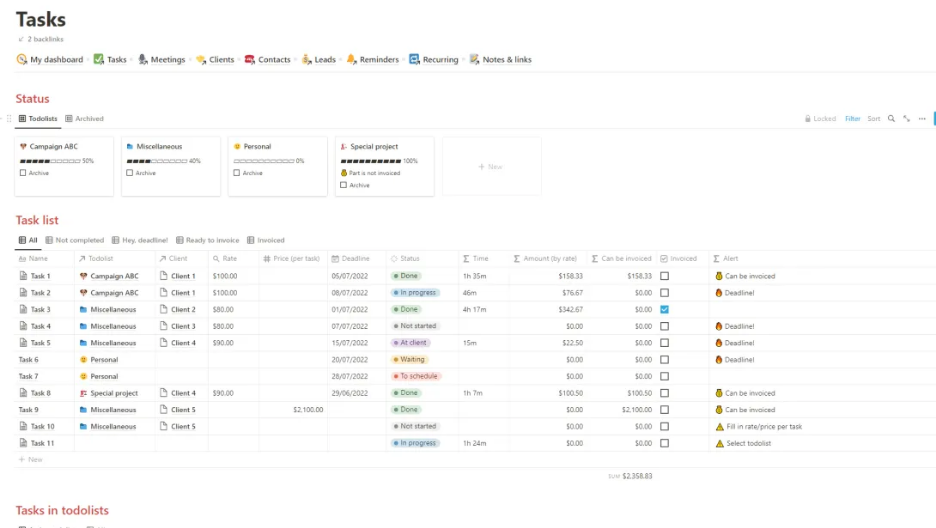 Tasks
2 backlinks
My dashboard Tasks Meetings Clients Contacts Leads Reminders Recurring Notes & links
Status
Todolists Archived Locked Filter Sort
Campaign ABC Miscellaneous Personal Special project
50% 40% 0% 100%
Archive Archive Archive Part is not invoiced
+ New
Archive
Task list
All Not completed Hey, deadline! Ready to invoice Invoiced
Name Todolist Client Rate Price (per task) Deadline Status Time Amount (by rate) Can be invoiced Invoiced Alert
Task 1 Campaign ABC Client 1 $100.00 05/07/2022 Done 1h 35m $158.33 $158.33 Can be invoiced
Task 2 Campaign ABC Client 1 $100.00 08/07/2022 In progress 46m $76.67 $0.00 Deadline!
Task 3 Miscellaneous Client 2 $80.00 01/07/2022 Done 4h 17m $342.67 $0.00
Task 4 Miscellaneous Client 3 $80.00 07/07/2022 Not started $0.00 $0.00 Deadline!
Task 5 Miscellaneous Client 4 $90.00 15/07/2022 At client 15m $22.50 $0.00 Deadline!
Task 6 Personal 20/07/2022 Waiting $0.00 $0.00 Deadline!
Task 7 Personal 28/07/2022 To schedule $0.00 $0.00
Task 8 Special project Client 4 $90.00 29/06/2022 Done 1h 7m $100.50 $100.50 Can be invoiced
Task 9 Miscellaneous Client 5 $2,100.00 Done $0.00 $2,100.00 Can be invoiced
Task 10 Miscellaneous Client 5 Not started $0.00 $0.00 Fill in rate/price per task
Task 11 In progress 1h 24m $0.00 $0.00 Select todolist
+ New
SUM $2,358.83
Tasks in todolists